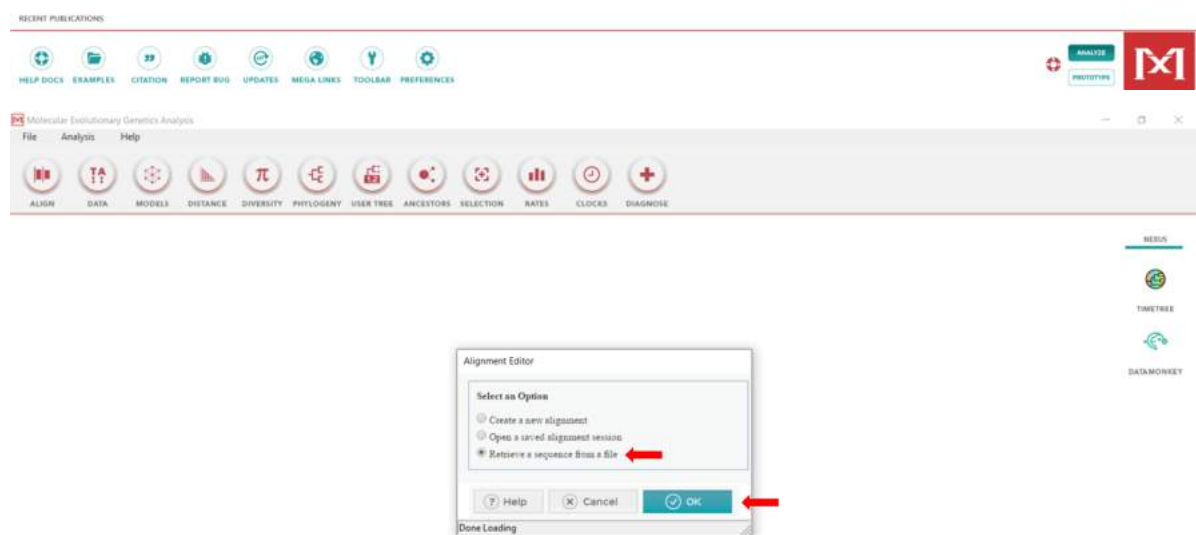 RECENT PUBLICATIONS
HELP DOCS EXAMPLES CITATION REPORT BUG UPDATES MEGA LINKS TOOLBAR PREFERENCES
ANALYZE
PROTOTYPE
Molecular Evolutionary Genetics Analysis
File Analysis Help
TA
π
ALIGN DATA MODELS DISTANCE DIVERSITY PHYLOGENY USER TREE ANCESTORS SELECTION RATES CLOCKS DIAGNOSE
NEXUS
TIMETREE
DATAMONKEY
Alignment Editor
Select an Option
Create a new alignment
Open a saved alignment session
Retrieve a sequence from a file
? Help X Cancel OK
Done Loading